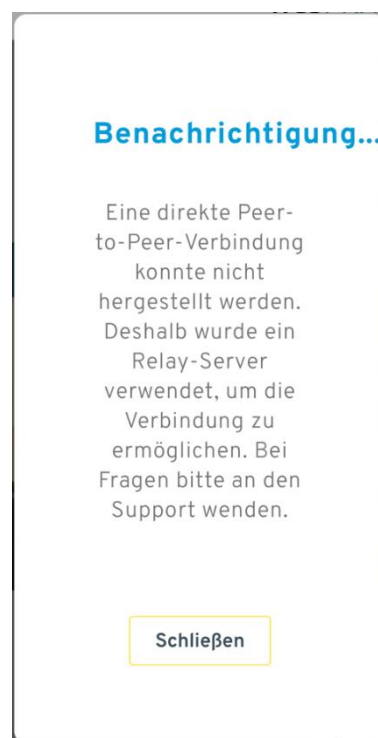 Benachrichtigung...
Eine direkte Peer-
to-Peer-Verbindung
konnte nicht
hergestellt werden.
Deshalb wurde ein
Relay-Server
verwendet, um die
Verbindung zu
ermöglichen. Bei
Fragen bitte an den
Support wenden.
Schließen